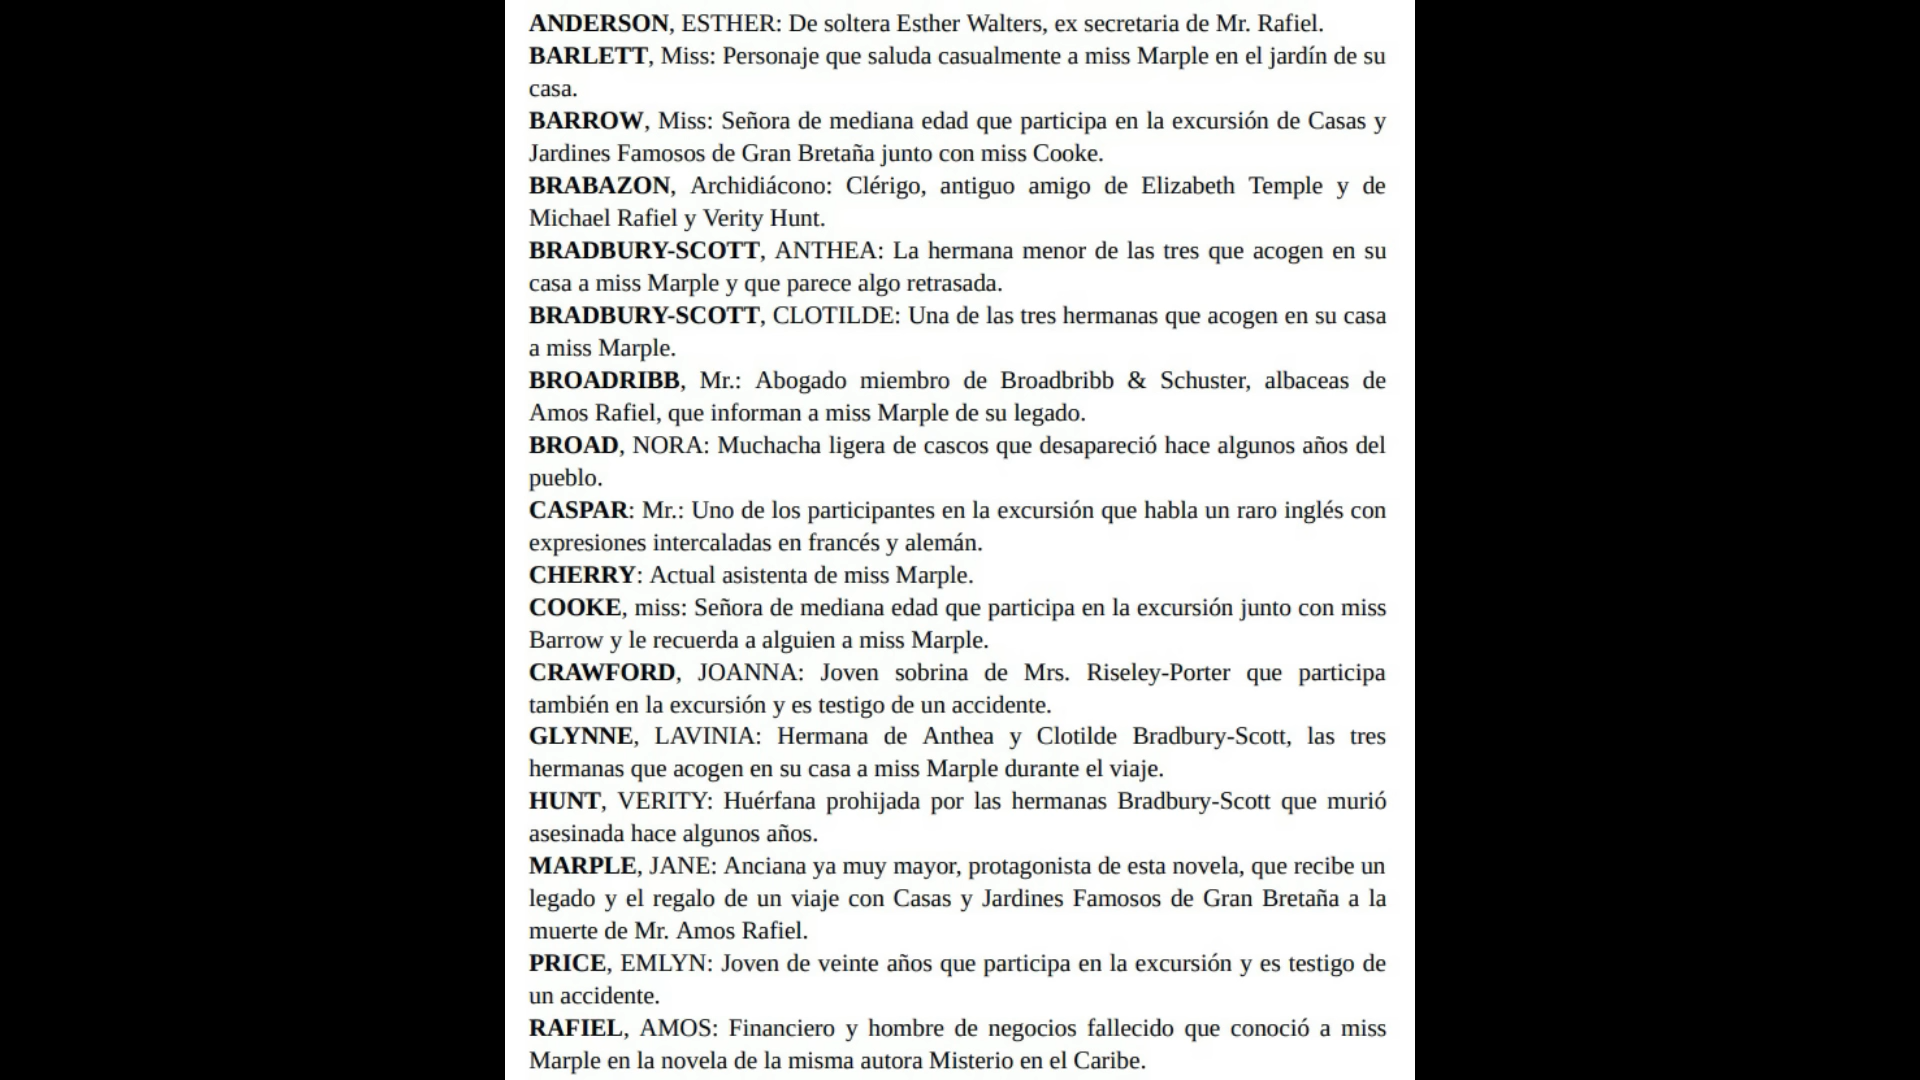 ANDERSON, ESTHER: De soltera Esther Walters, ex secretaria de Mr. Rafiel.
BARLETT, Miss: Personaje que saluda casualmente a miss Marple en el jardín de su
casa.
BARROW, Miss: Señora de mediana edad que participa en la excursión de Casas y
Jardines Famosos de Gran Bretaña junto con miss Cooke.
BRABAZON, Archidiácono: Clérigo, antiguo amigo de Elizabeth Temple y de
Michael Rafiel y Verity Hunt.
BRADBURY-SCOTT, ANTHEA: La hermana menor de las tres que acogen en su
casa a miss Marple y que parece algo retrasada.
BRADBURY-SCOTT, CLOTILDE: Una de las tres hermanas que acogen en su casa
a miss Marple.
BROADRIBB, Mr.: Abogado miembro de Broadbribb & Schuster, albaceas de
Amos Rafiel, que informan a miss Marple de su legado.
BROAD, NORA: Muchacha ligera de cascos que desapareció hace algunos años del
pueblo.
CASPAR: Mr.: Uno de los participantes en la excursión que habla un raro inglés con
expresiones intercaladas en francés y alemán.
CHERRY: Actual asistenta de miss Marple.
COOKE, miss: Señora de mediana edad que participa en la excursión junto con miss
Barrow y le recuerda a alguien a miss Marple.
CRAWFORD, JOANNA: Joven sobrina de Mrs. Riseley-Porter que participa
también en la excursión y es testigo de un accidente.
GLYNNE, LAVINIA: Hermana de Anthea y Clotilde Bradbury-Scott, las tres
hermanas que acogen en su casa a miss Marple durante el viaje.
HUNT, VERITY: Huérfana prohijada por las hermanas Bradbury-Scott que murió
asesinada hace algunos años.
MARPLE, JANE: Anciana ya muy mayor, protagonista de esta novela, que recibe un
legado y el regalo de un viaje con Casas y Jardines Famosos de Gran Bretaña a la
muerte de Mr. Amos Rafiel.
PRICE, EMLYN: Joven de veinte años que participa en la excursión y es testigo de
un accidente.
RAFIEL, AMOS: Financiero y hombre de negocios fallecido que conoció a miss
Marple en la novela de la misma autora Misterio en el Caribe.